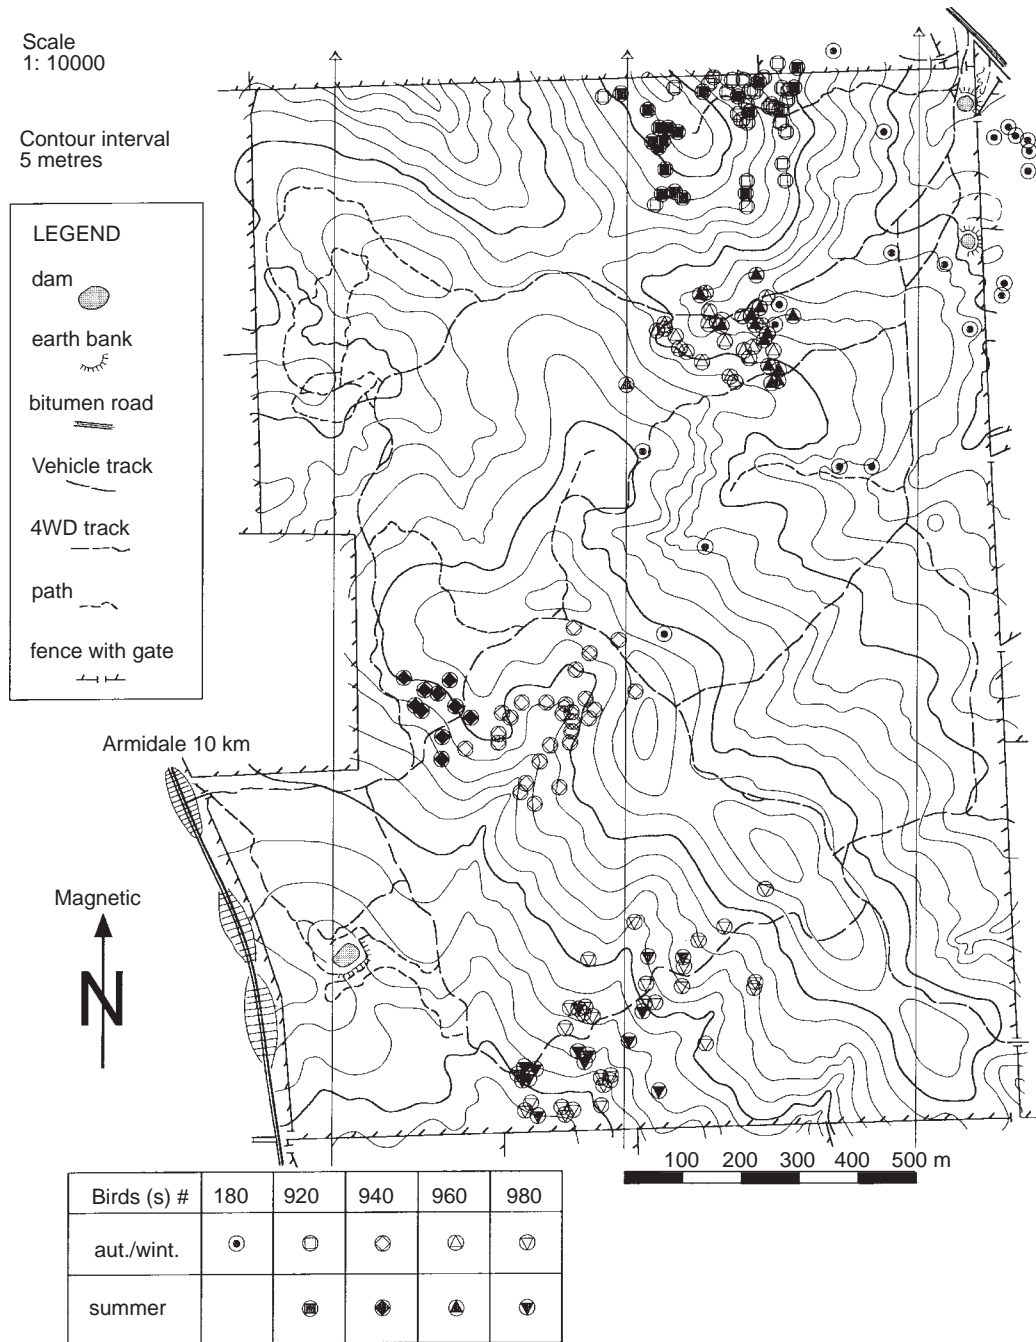 Scale
1: 10000
Contour interval
5 metres
LEGEND
dam
earth bank
bitumen road
Vehicle track
4WD track
path
fence with gate
Armidale 10 km
Magnetic
N
100 200 300 400 500 m
Birds (s) # 180 920 940 960 980
aut./wint.
summer